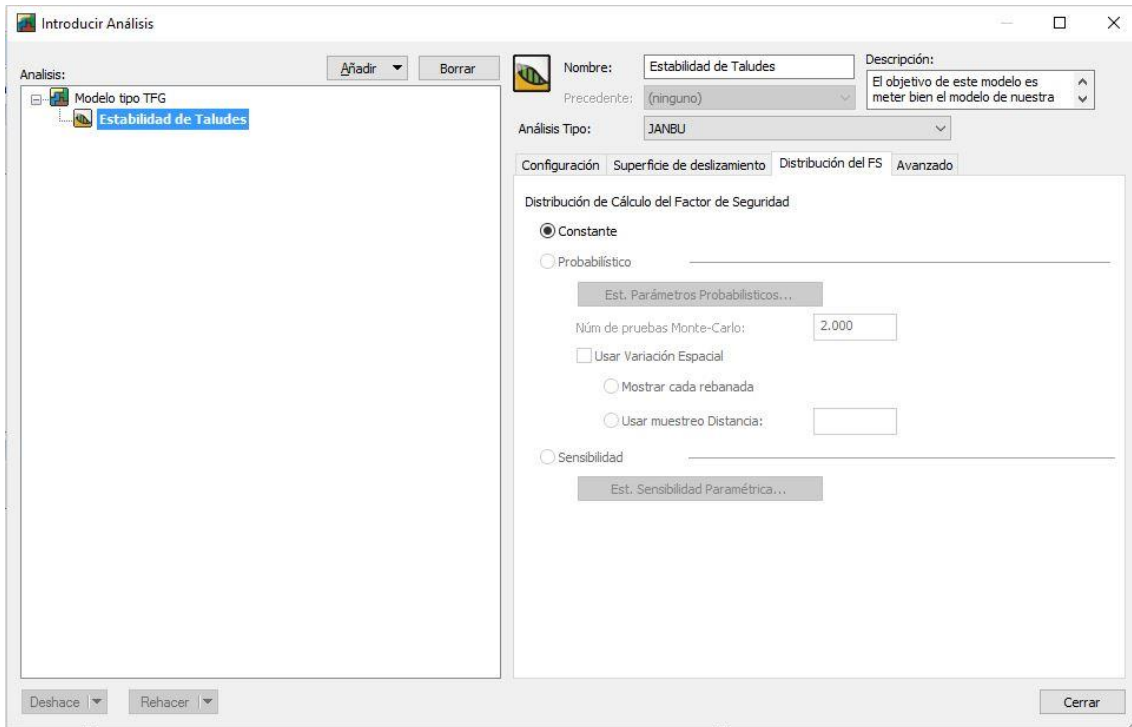 Introducir Análisis
Analisis:
Añadir
Borrar
Modelo tipo TFG
Estabilidad de Taludes
Nombre:
Estabilidad de Taludes
Descripción:
El objetivo de este modelo es
meter bien el modelo de nuestra
Precedente:
(ninguno)
Análisis Tipo:
JANBU
Configuración
Superficie de deslizamiento
Distribución del FS
Avanzado
Distribución de Cálculo del Factor de Seguridad
Constante
Probabilístico
Est. Parámetros Probabilisticos...
Núm de pruebas Monte-Carlo:
2.000
Usar Variación Espacial
Mostrar cada rebanada
Usar muestreo Distancia:
Sensibilidad
Est. Sensibilidad Paramétrica...
Deshace
Rehacer
Cerrar